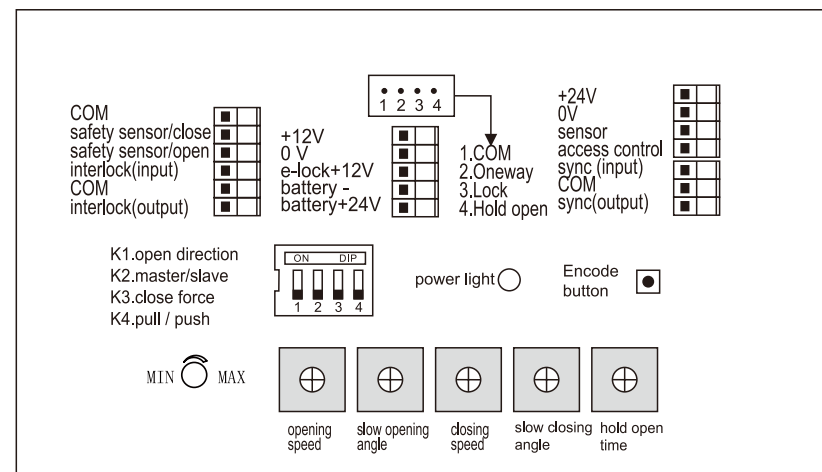 COM
safety sensor/close
safety sensor/open
interlock(input)
COM
interlock(output)
+12V
0 V
e-lock+12V
battery -
battery+24V
1 2 3 4
1.COM
2.Oneway
3.Lock
4.Hold open
+24V
0V
sensor
access control
sync (input)
COM
sync(output)
K1.open direction
K2.master/slave
K3.close force
K4.pull / push
ON DIP
1 2 3 4
power light
Encode
button
MIN MAX
opening
speed
slow opening
angle
closing
speed
slow closing
angle
hold open
time